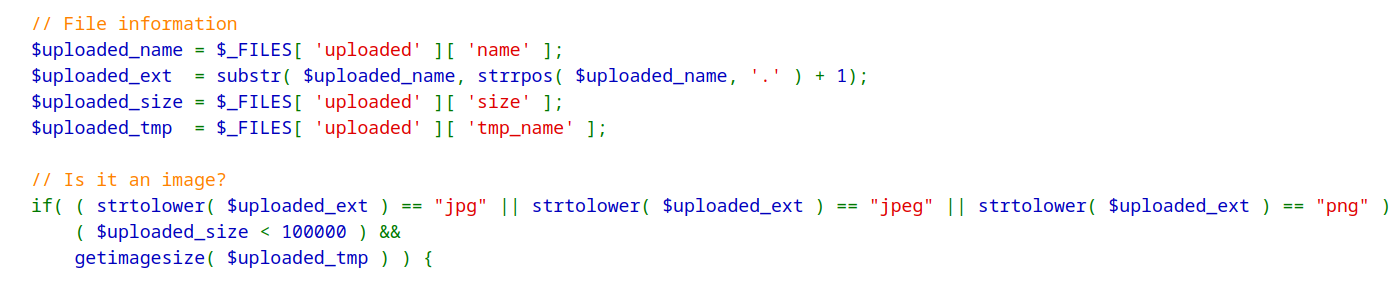 // File information
$uploaded_name = $_FILES[ 'uploaded' ][ 'name' ];
$uploaded_ext  = substr( $uploaded_name, strrpos( $uploaded_name, '.' ) + 1);
$uploaded_size = $_FILES[ 'uploaded' ][ 'size' ];
$uploaded_tmp  = $_FILES[ 'uploaded' ][ 'tmp_name' ];

// Is it an image?
if( ( strtolower( $uploaded_ext ) == "jpg" || strtolower( $uploaded_ext ) == "jpeg" || strtolower( $uploaded_ext ) == "png" )
    ( $uploaded_size < 100000 ) &&
    getimagesize( $uploaded_tmp ) ) {